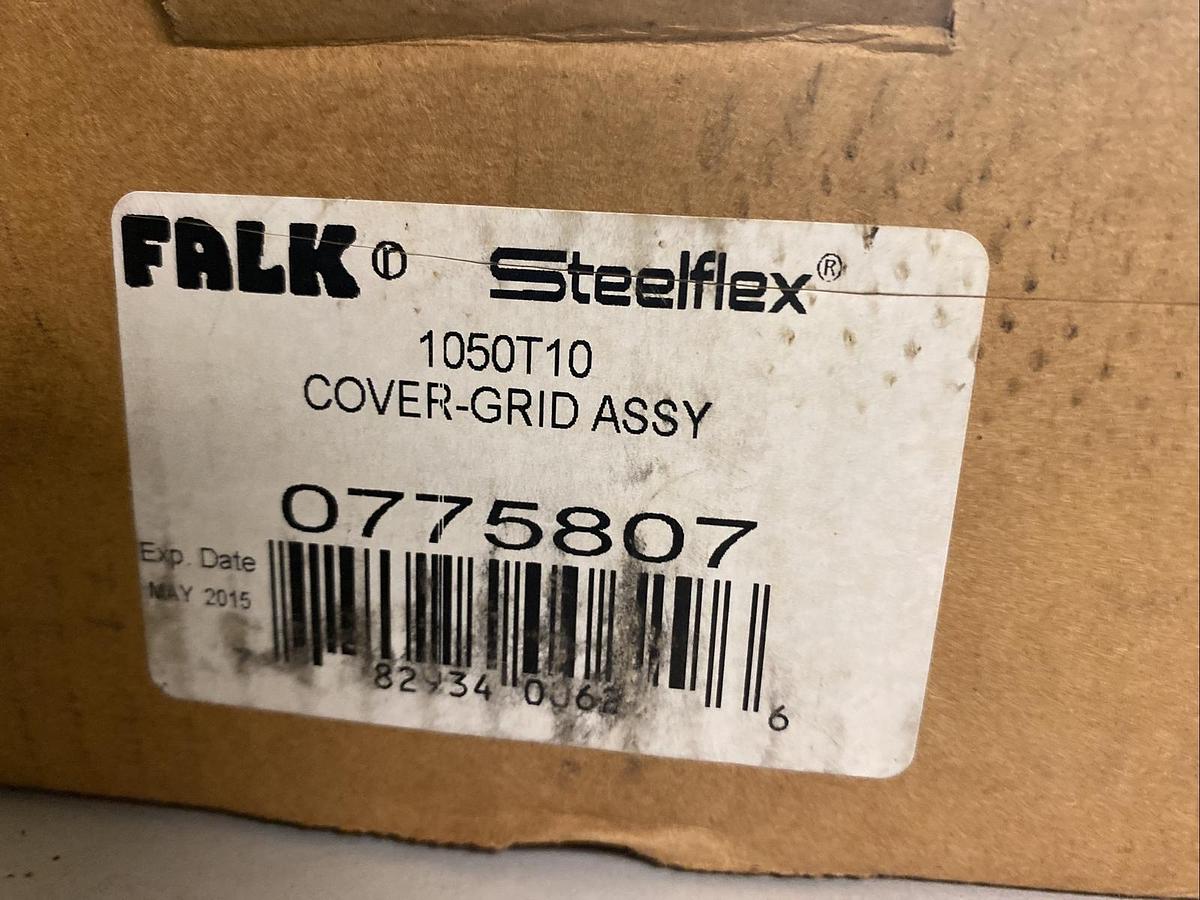 FALK ® Steelflex®
1050T10
COVER-GRID ASSY
0775807
Exp. Date
MAY 2015
6